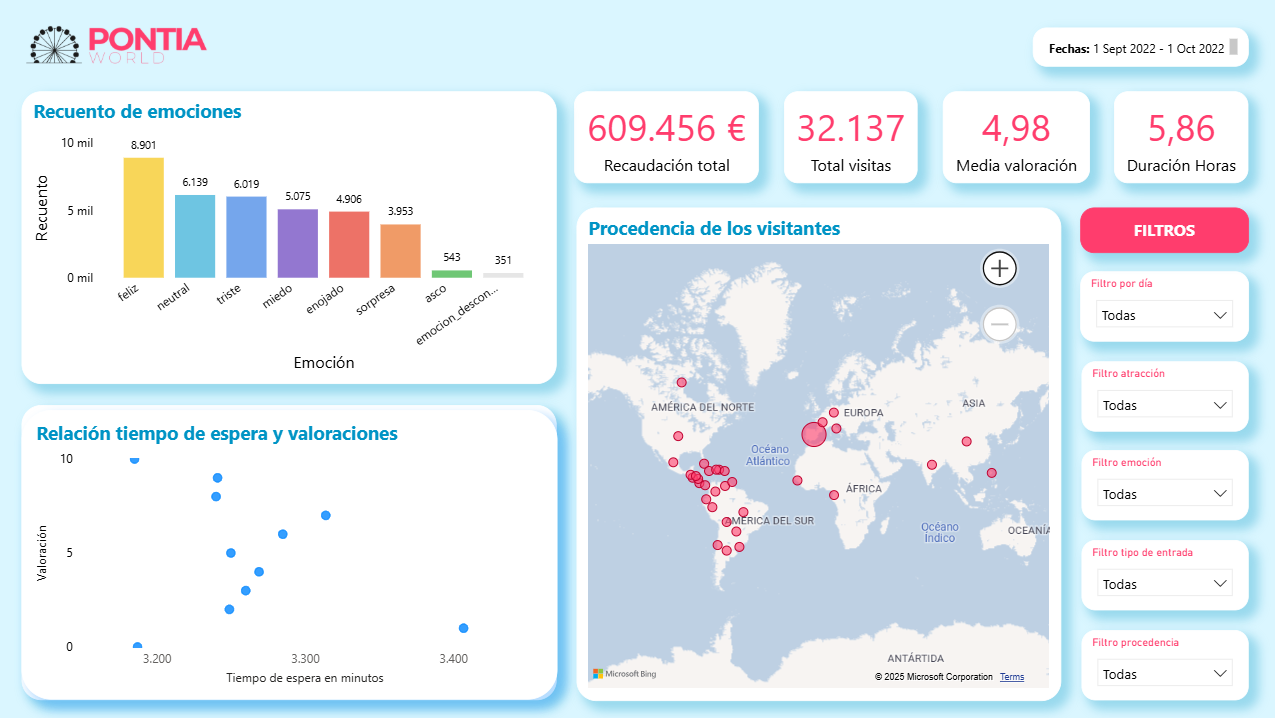 PONTIA
WORLD
Fechas: 1 Sept 2022 - 1 Oct 2022
Recuento de emociones
10 mil
5 mil
0 mil
Recuento
8.901
6.139
6.019
5.075
4.906
3.953
543
351
feliz
neutral
triste
miedo
enojado
sorpresa
asco
emocion_descon...
Emoción
609.456 €
Recaudación total
32.137
Total visitas
4,98
Media valoración
5,86
Duración Horas
Procedencia de los visitantes
AMÉRICA DEL NORTE
EUROPA
ASIA
Océano
Atlántico
ÁFRICA
AMÉRICA DEL SUR
Océano
Índico
OCEANÍA
ANTÁRTIDA
Microsoft Bing
© 2025 Microsoft Corporation Terms
FILTROS
Filtro por día
Todas
Filtro atracción
Todas
Filtro emoción
Todas
Filtro tipo de entrada
Todas
Filtro procedencia
Todas
Relación tiempo de espera y valoraciones
10
5
0
Valoración
3.200
3.300
3.400
Tiempo de espera en minutos